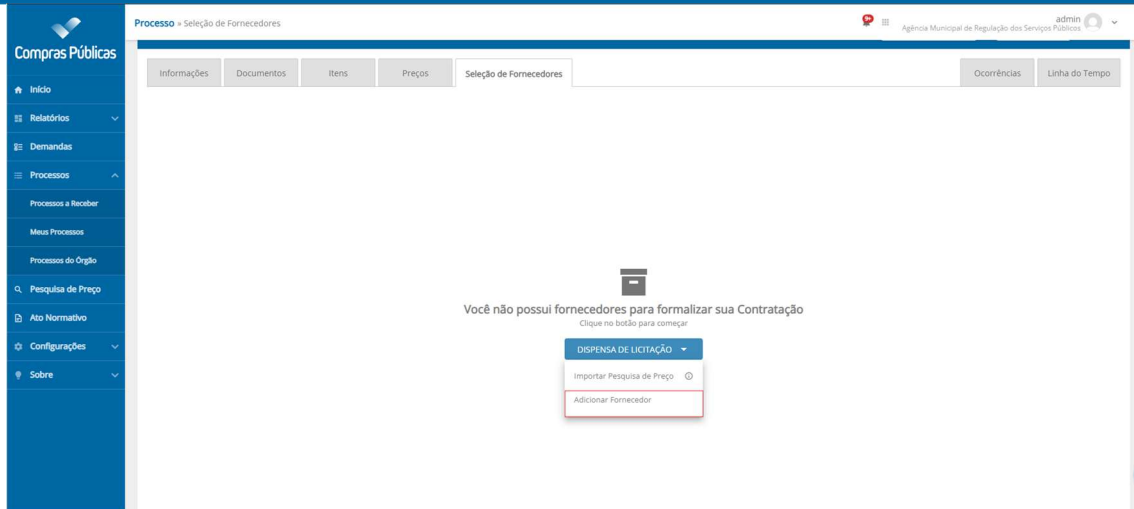 Compras Públicas
Início
Relatórios
Demandas
Processos
Processos a Receber
Meus Processos
Processos do Órgão
Pesquisa de Preço
Ato Normativo
Configurações
Sobre
Processo » Seleção de Fornecedores
9+
admin
Agência Municipal de Regulação dos Serviços Públicos
Informações Documentos Itens Preços Seleção de Fornecedores Ocorrências Linha do Tempo
Você não possui fornecedores para formalizar sua Contratação
Clique no botão para começar
DISPENSA DE LICITAÇÃO
Importar Pesquisa de Preço
Adicionar Fornecedor